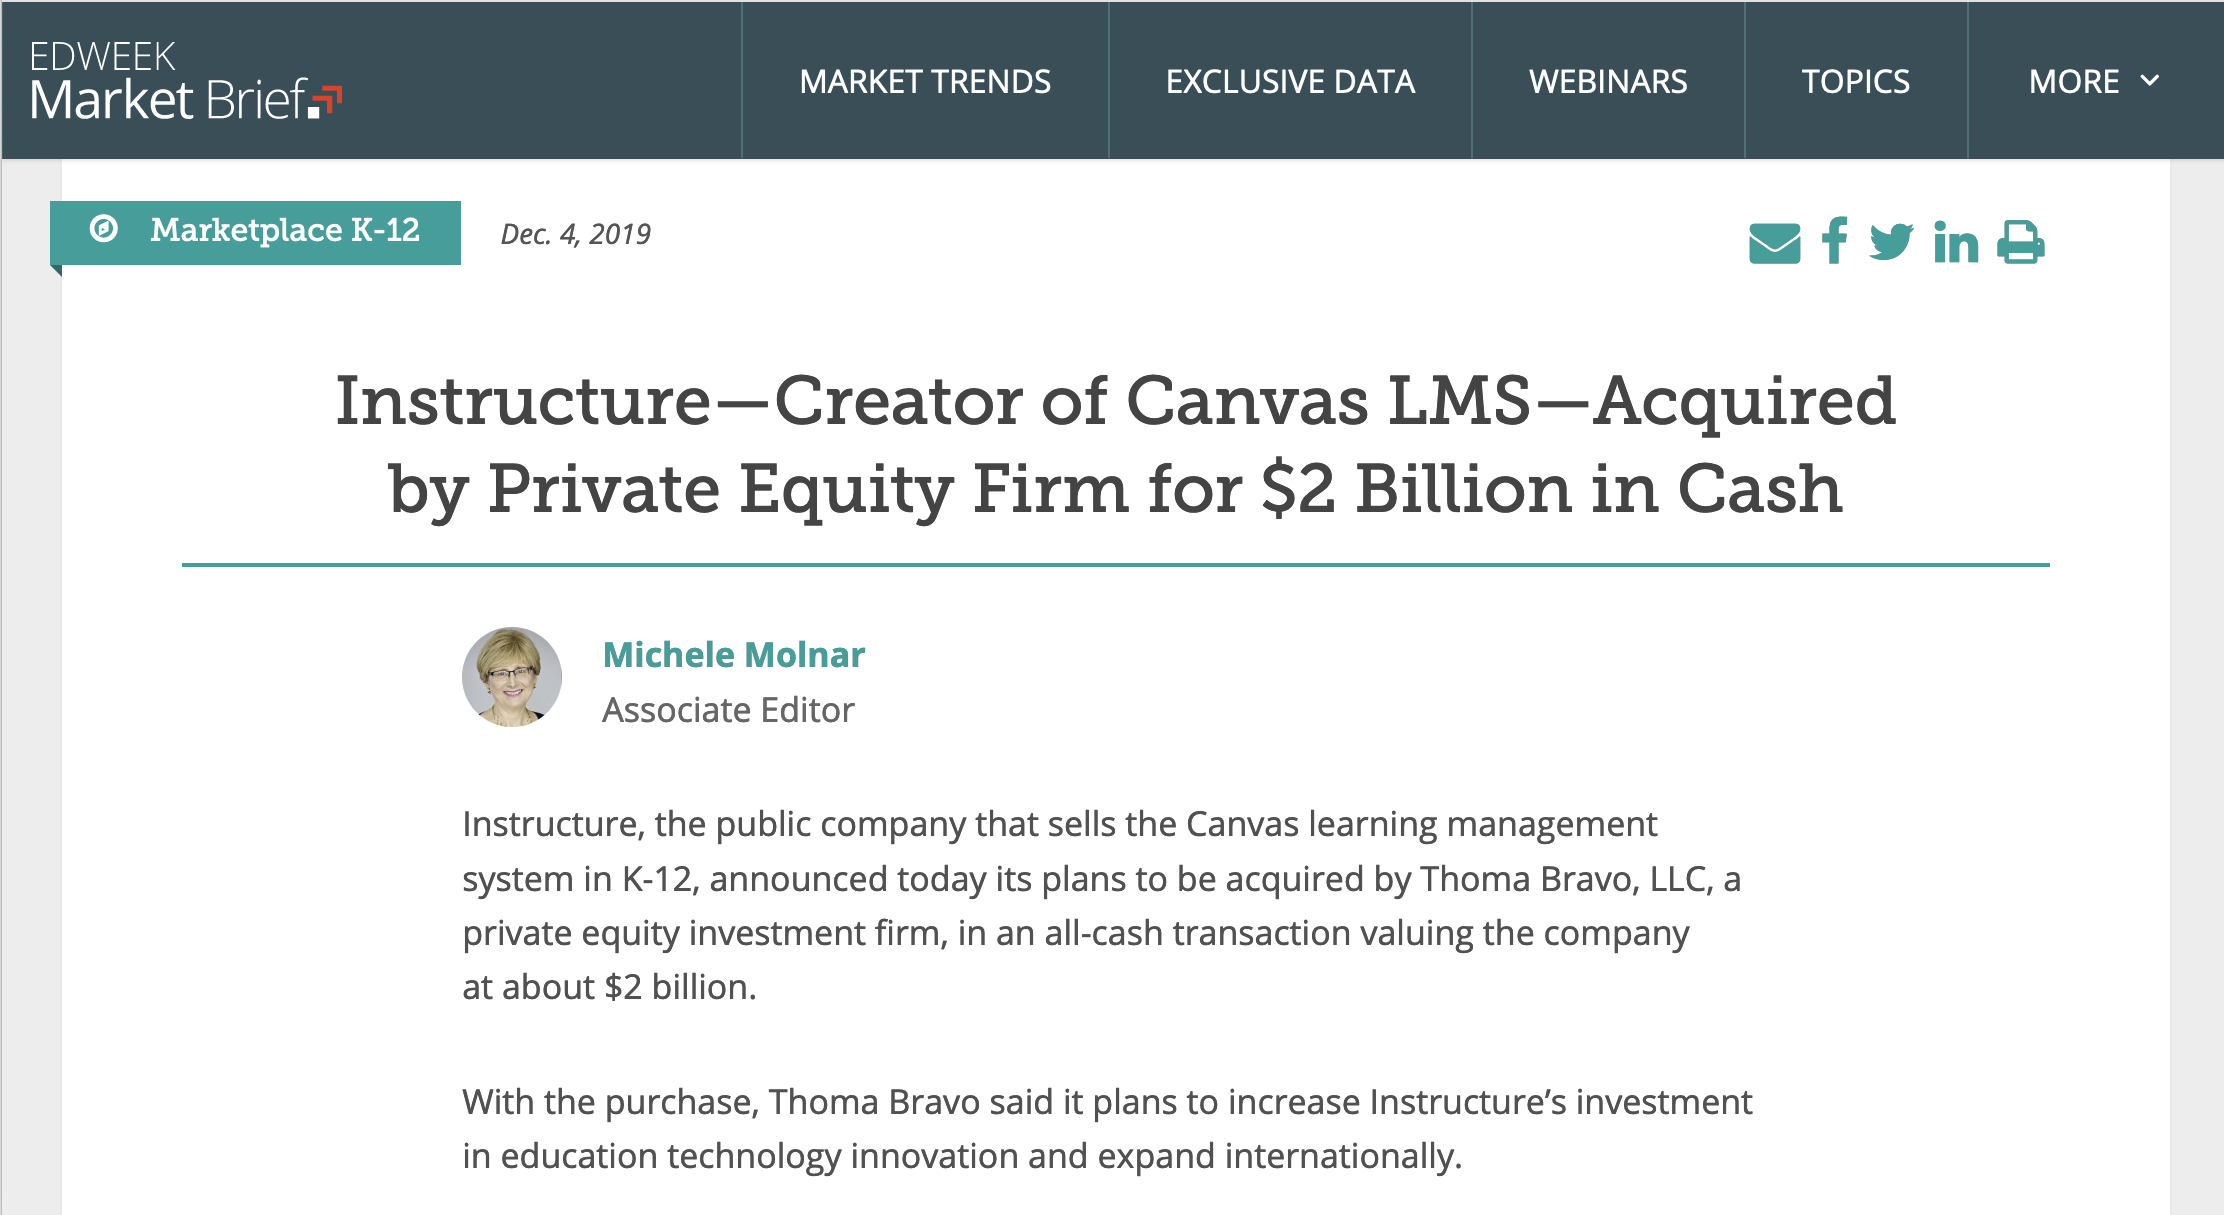 EDWEEK
Market Brief
MARKET TRENDS
EXCLUSIVE DATA
WEBINARS
TOPICS
MORE
Marketplace K-12
Dec. 4, 2019
Instructure—Creator of Canvas LMS—Acquired
by Private Equity Firm for $2 Billion in Cash
Michele Molnar
Associate Editor
Instructure, the public company that sells the Canvas learning management
system in K-12, announced today its plans to be acquired by Thoma Bravo, LLC, a
private equity investment firm, in an all-cash transaction valuing the company
at about $2 billion.
With the purchase, Thoma Bravo said it plans to increase Instructure’s investment
in education technology innovation and expand internationally.